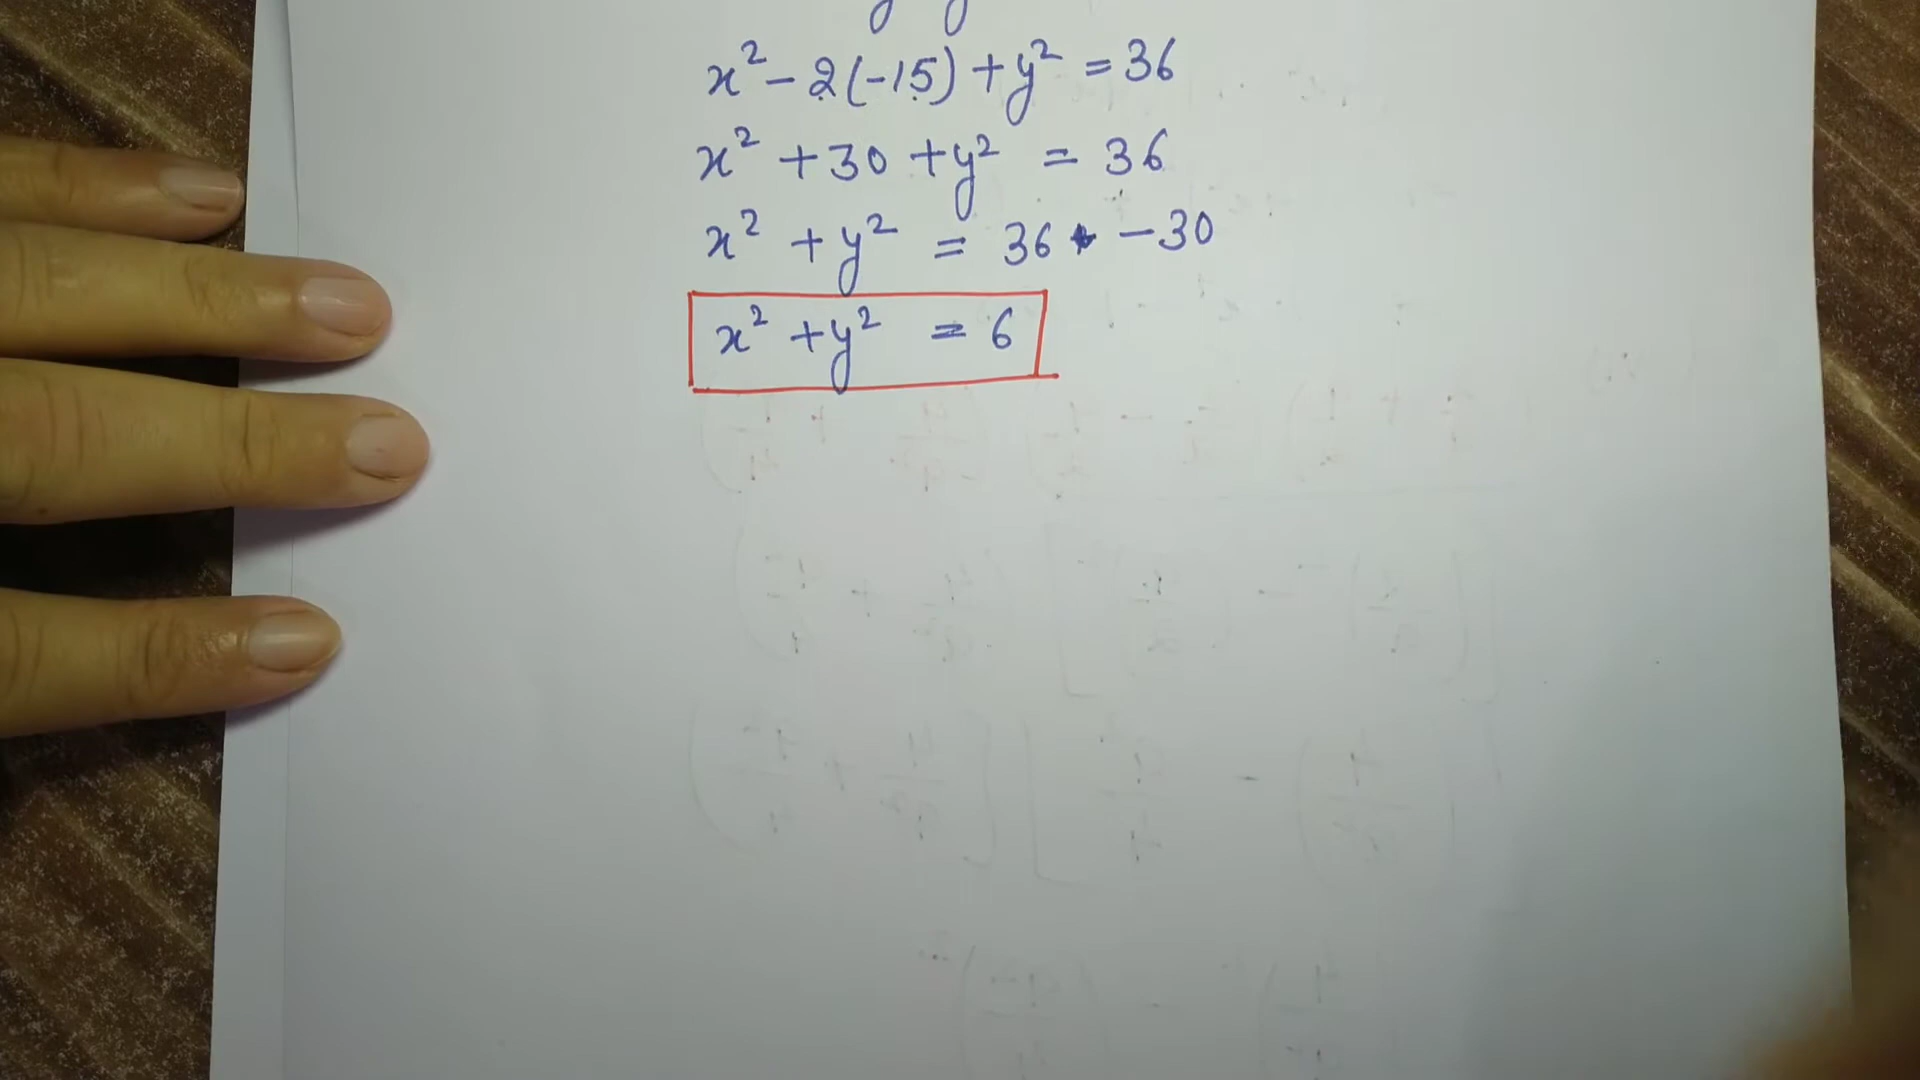 x² - 2(-15) + y² = 36
x² + 30 + y² = 36
x² + y² = 36 - 30
x² + y² = 6